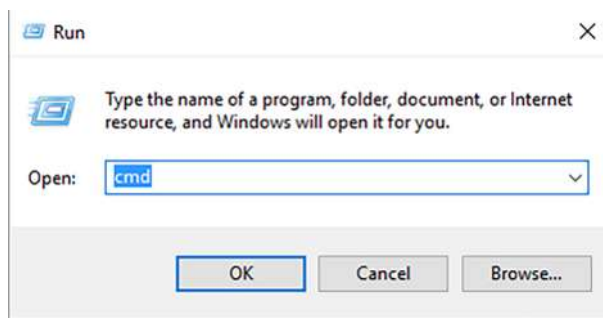 Run
Type the name of a program, folder, document, or Internet
resource, and Windows will open it for you.
Open: cmd
OK Cancel Browse...